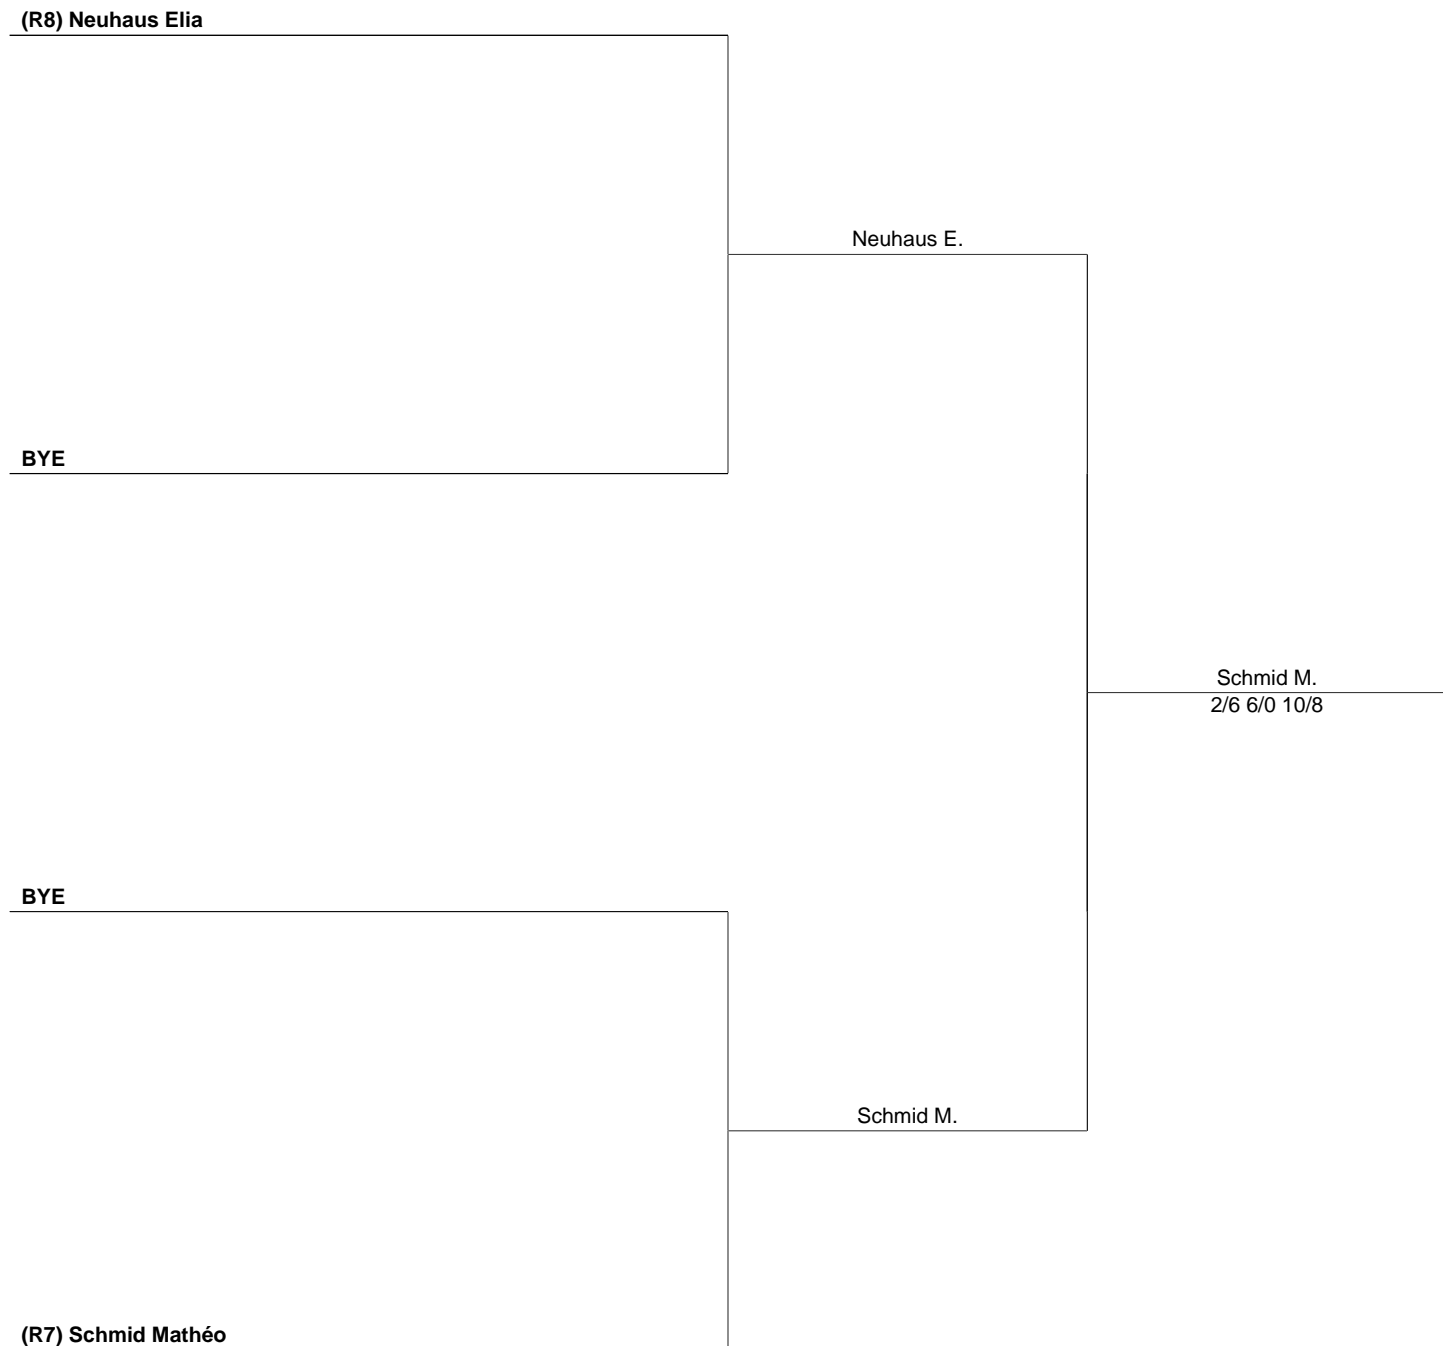 (R8) Neuhaus Elia
Neuhaus E.
BYE
Schmid M.
2/6 6/0 10/8
BYE
Schmid M.
(R7) Schmid Mathéo